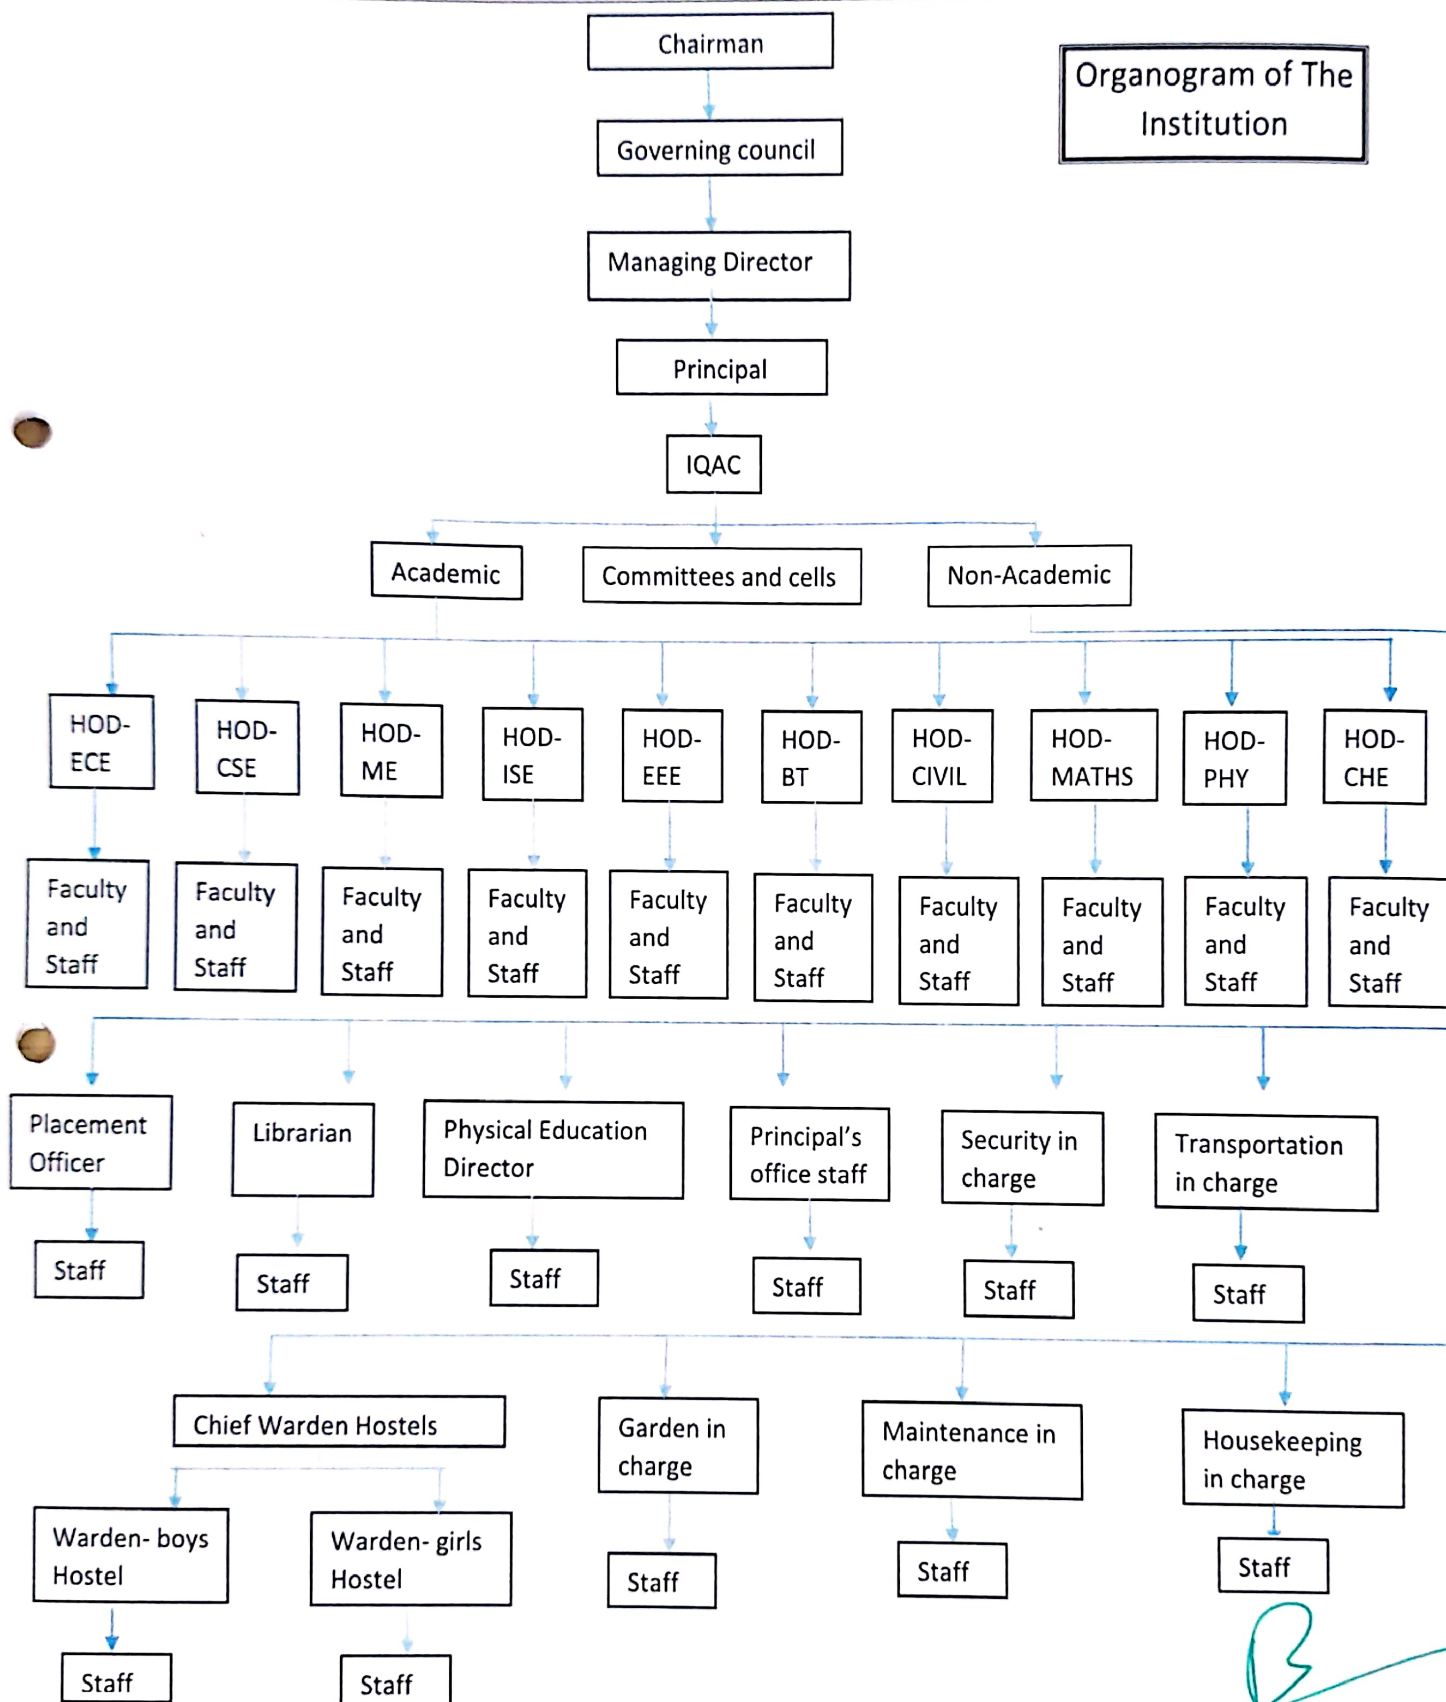 Chairman
Organogram of The
Institution
Governing council
Managing Director
Principal
IQAC
Academic
Committees and cells
Non-Academic
HOD-
ECE
HOD-
CSE
HOD-
ME
HOD-
ISE
HOD-
EEE
HOD-
BT
HOD-
CIVIL
HOD-
MATHS
HOD-
PHY
HOD-
CHE
Faculty
and
Staff
Faculty
and
Staff
Faculty
and
Staff
Faculty
and
Staff
Faculty
and
Staff
Faculty
and
Staff
Faculty
and
Staff
Faculty
and
Staff
Faculty
and
Staff
Faculty
and
Staff
Placement
Officer
Librarian
Physical Education
Director
Principal's
office staff
Security in
charge
Transportation
in charge
Staff
Staff
Staff
Staff
Staff
Staff
Chief Warden Hostels
Garden in
charge
Maintenance in
charge
Housekeeping
in charge
Warden- boys
Hostel
Warden- girls
Hostel
Staff
Staff
Staff
Staff
Staff